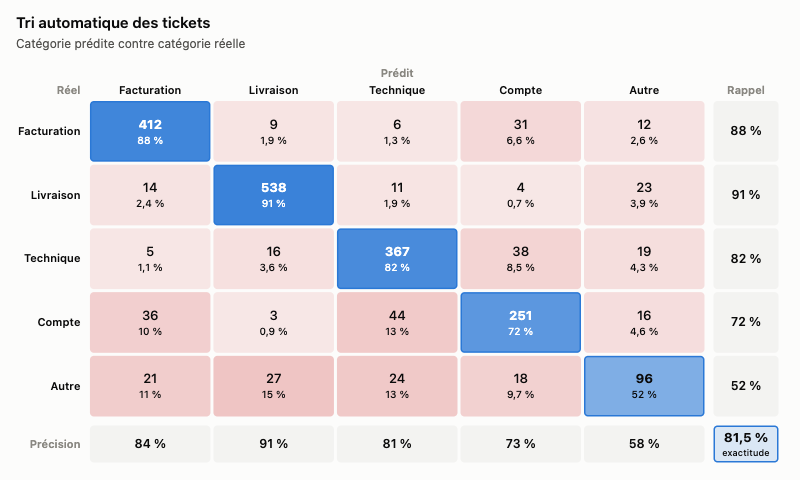 Tri automatique des tickets
Catégorie prédite contre catégorie réelle
Prédit
Réel Facturation Livraison Technique Compte Autre Rappel
Facturation 412 9 6 31 12 88 %
88 % 1,9 % 1,3 % 6,6 % 2,6 %
Livraison 14 538 11 4 23 91 %
2,4 % 91 % 1,9 % 0,7 % 3,9 %
Technique 5 16 367 38 19 82 %
1,1 % 3,6 % 82 % 8,5 % 4,3 %
Compte 36 3 44 251 16 72 %
10 % 0,9 % 13 % 72 % 4,6 %
Autre 21 27 24 18 96 52 %
11 % 15 % 13 % 9,7 % 52 %
Précision 84 % 91 % 81 % 73 % 58 % 81,5 %
exactitude